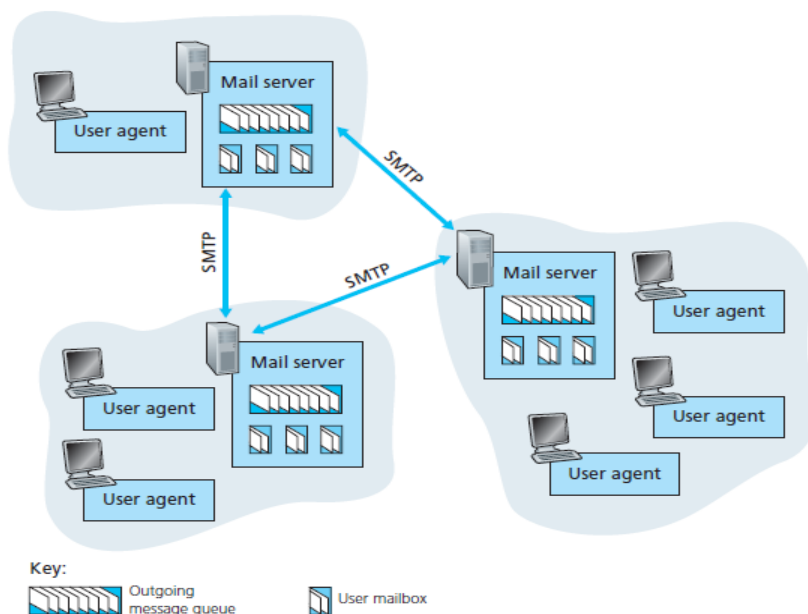 Mail server
User agent
SMTP
SMTP
SMTP
Mail server
User agent
Mail server
User agent
User agent
User agent
User agent
Key:
Outgoing
message queue
User mailbox